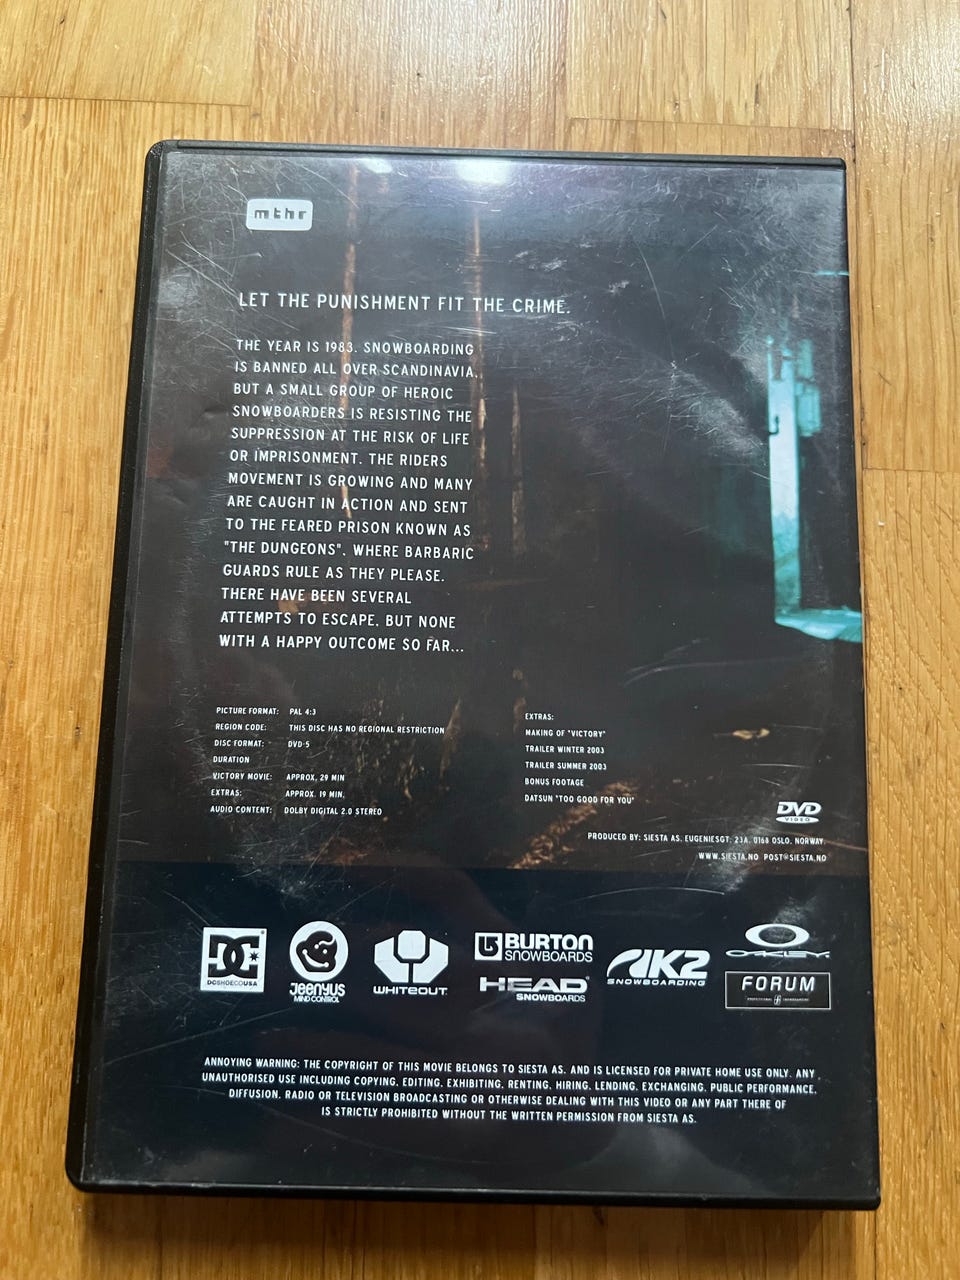 mthr
LET THE PUNISHMENT FIT THE CRIME.
THE YEAR IS 1983. SNOWBOARDING
IS BANNED ALL OVER SCANDINAVIA.
BUT A SMALL GROUP OF HEROIC
SNOWBOARDERS IS RESISTING THE
SUPPRESSION AT THE RISK OF LIFE
OR IMPRISONMENT. THE RIDERS
MOVEMENT IS GROWING AND MANY
ARE CAUGHT IN ACTION AND SENT
TO THE FEARED PRISON KNOWN AS
"THE DUNGEONS". WHERE BARBARIC
GUARDS RULE AS THEY PLEASE.
THERE HAVE BEEN SEVERAL
ATTEMPTS TO ESCAPE. BUT NONE
WITH A HAPPY OUTCOME SO FAR...
PICTURE FORMAT: PAL 4:3
REGION CODE: THIS DISC HAS NO REGIONAL RESTRICTION
DISC FORMAT: DVD-5
DURATION
VICTORY MOVIE: APPROX. 29 MIN
EXTRAS: APPROX. 19 MIN.
AUDIO CONTENT: DOLBY DIGITAL 2.0 STEREO
EXTRAS:
MAKING OF "VICTORY"
TRAILER WINTER 2003
TRAILER SUMMER 2003
BONUS FOOTAGE
DATSUN "TOO GOOD FOR YOU"
DVD
VIDEO
PRODUCED BY: SIESTA AS. EUGENIESGT. 23A. 0168 OSLO. NORWAY.
WWW.SIESTA.NO POST@SIESTA.NO
DC
DCSHOECOUSA
JEENYUS
MIND CONTROL
WHITEOUT
BURTON
SNOWBOARDS
HEAD
SNOWBOARDS
K2
SNOWBOARDING
OAKLEY
FORUM
ANNOYING WARNING: THE COPYRIGHT OF THIS MOVIE BELONGS TO SIESTA AS. AND IS LICENSED FOR PRIVATE HOME USE ONLY. ANY
UNAUTHORISED USE INCLUDING COPYING. EDITING. EXHIBITING. RENTING. HIRING. LENDING. EXCHANGING. PUBLIC PERFORMANCE.
DIFFUSION. RADIO OR TELEVISION BROADCASTING OR OTHERWISE DEALING WITH THIS VIDEO OR ANY PART THERE OF
IS STRICTLY PROHIBITED WITHOUT THE WRITTEN PERMISSION FROM SIESTA AS.